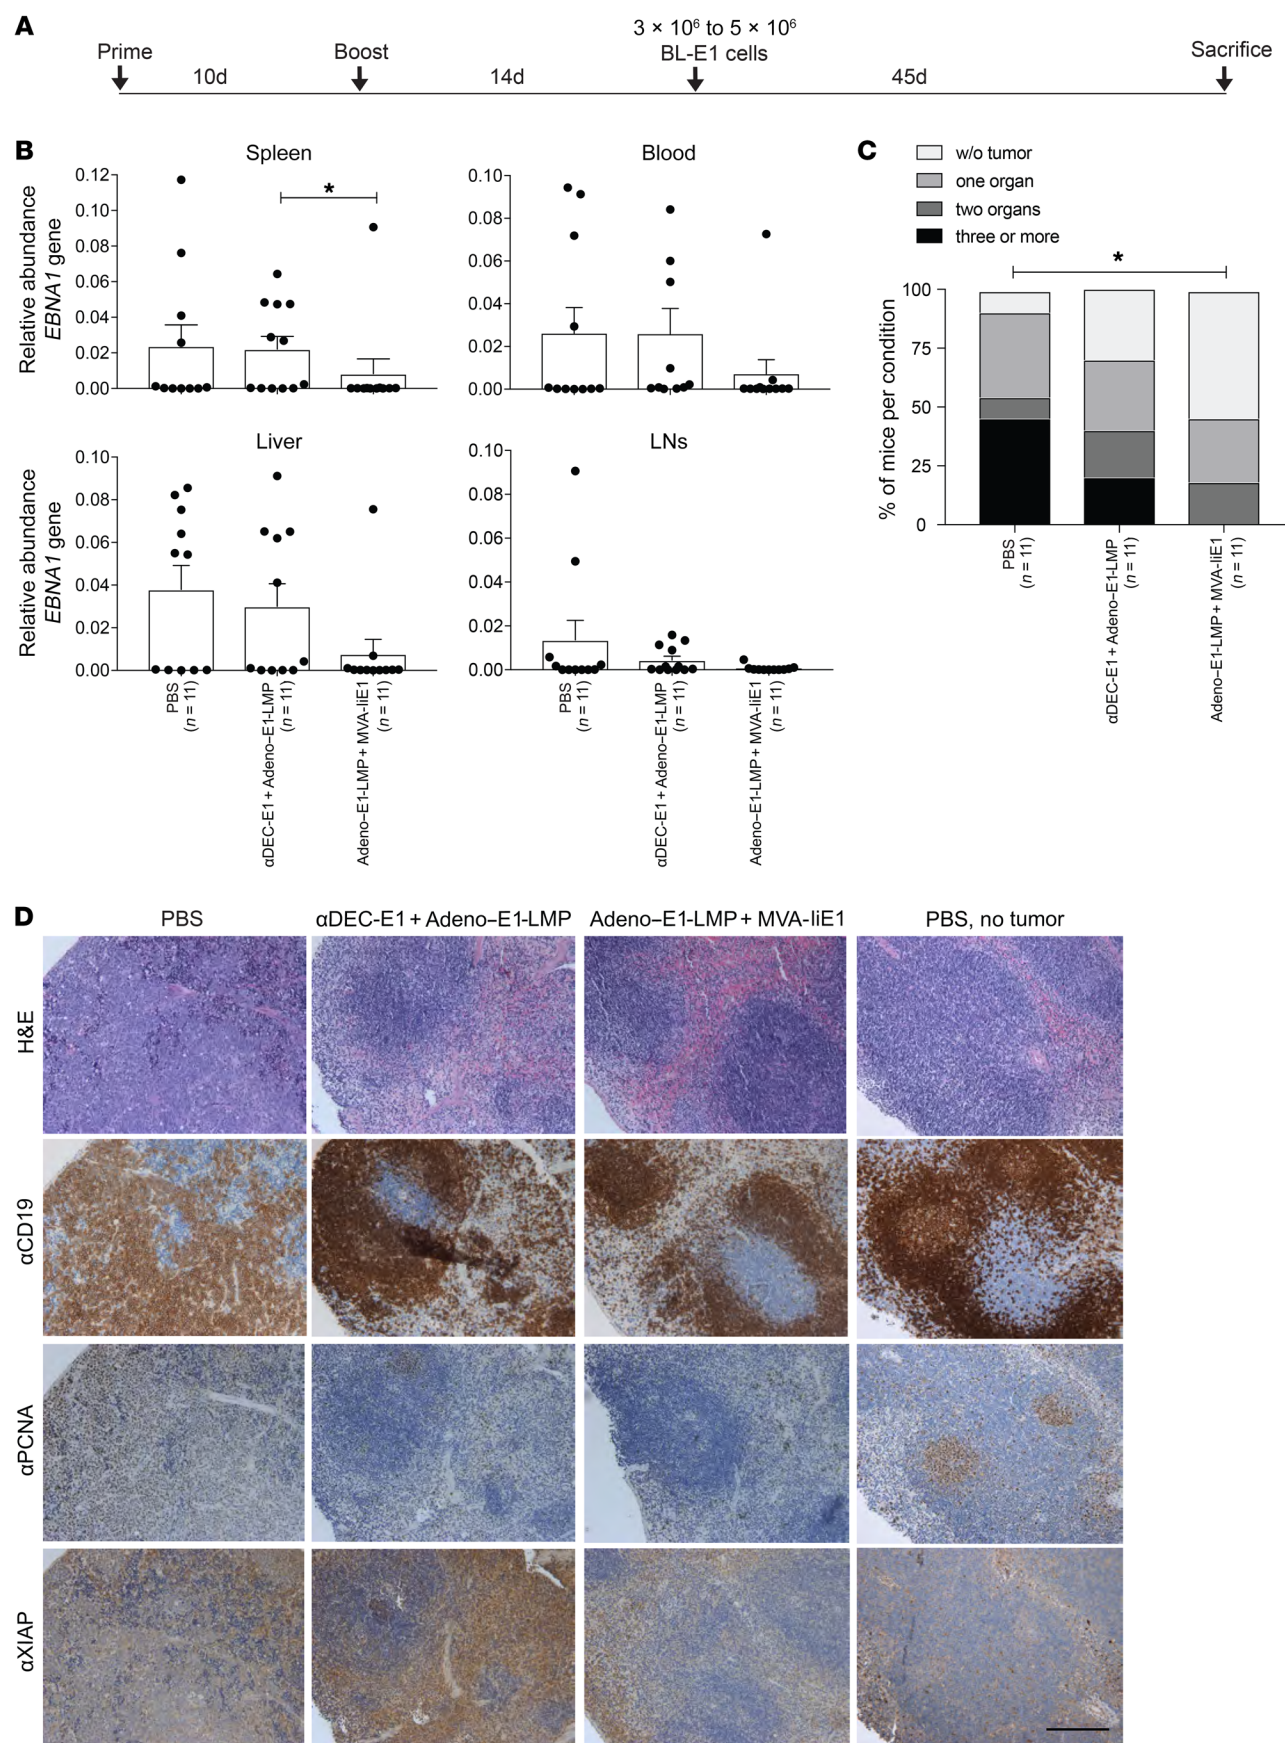 A
Prime
10d
Boost
14d
3 × 10⁶ to 5 × 10⁶
BL-E1 cells
45d
Sacrifice
B
Spleen
Relative abundance
EBNA1 gene
0.12
0.10
0.08
0.06
0.04
0.02
0.00
*
Blood
0.10
0.08
0.06
0.04
0.02
0.00
Liver
Relative abundance
EBNA1 gene
0.10
0.08
0.06
0.04
0.02
0.00
PBS
(n = 11)
αDEC-E1 + Adeno–E1-LMP
(n = 11)
Adeno–E1-LMP + MVA-IiE1
(n = 11)
LNs
0.10
0.08
0.06
0.04
0.02
0.00
PBS
(n = 11)
αDEC-E1 + Adeno–E1-LMP
(n = 11)
Adeno–E1-LMP + MVA-IiE1
(n = 11)
C
w/o tumor
one organ
two organs
three or more
*
% of mice per condition
100
75
50
25
0
PBS
(n = 11)
αDEC-E1 + Adeno–E1-LMP
(n = 11)
Adeno–E1-LMP + MVA-IiE1
(n = 11)
D
PBS
αDEC-E1 + Adeno–E1-LMP
Adeno–E1-LMP + MVA-IiE1
PBS, no tumor
H&E
αCD19
αPCNA
αXIAP